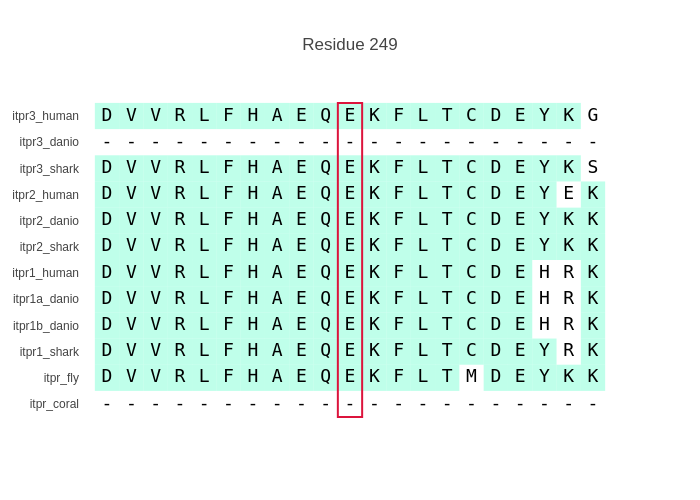 Residue 249
itpr3_human D V V R L F H A E Q E K F L T C D E Y K G
itpr3_danio - - - - - - - - - - - - - - - - - - - - -
itpr3_shark D V V R L F H A E Q E K F L T C D E Y K S
itpr2_human D V V R L F H A E Q E K F L T C D E Y E K
itpr2_danio D V V R L F H A E Q E K F L T C D E Y K K
itpr2_shark D V V R L F H A E Q E K F L T C D E Y K K
itpr1_human D V V R L F H A E Q E K F L T C D E H R K
itpr1a_danio D V V R L F H A E Q E K F L T C D E H R K
itpr1b_danio D V V R L F H A E Q E K F L T C D E H R K
itpr1_shark D V V R L F H A E Q E K F L T C D E Y R K
itpr_fly D V V R L F H A E Q E K F L T M D E Y K K
itpr_coral - - - - - - - - - - - - - - - - - - - - -